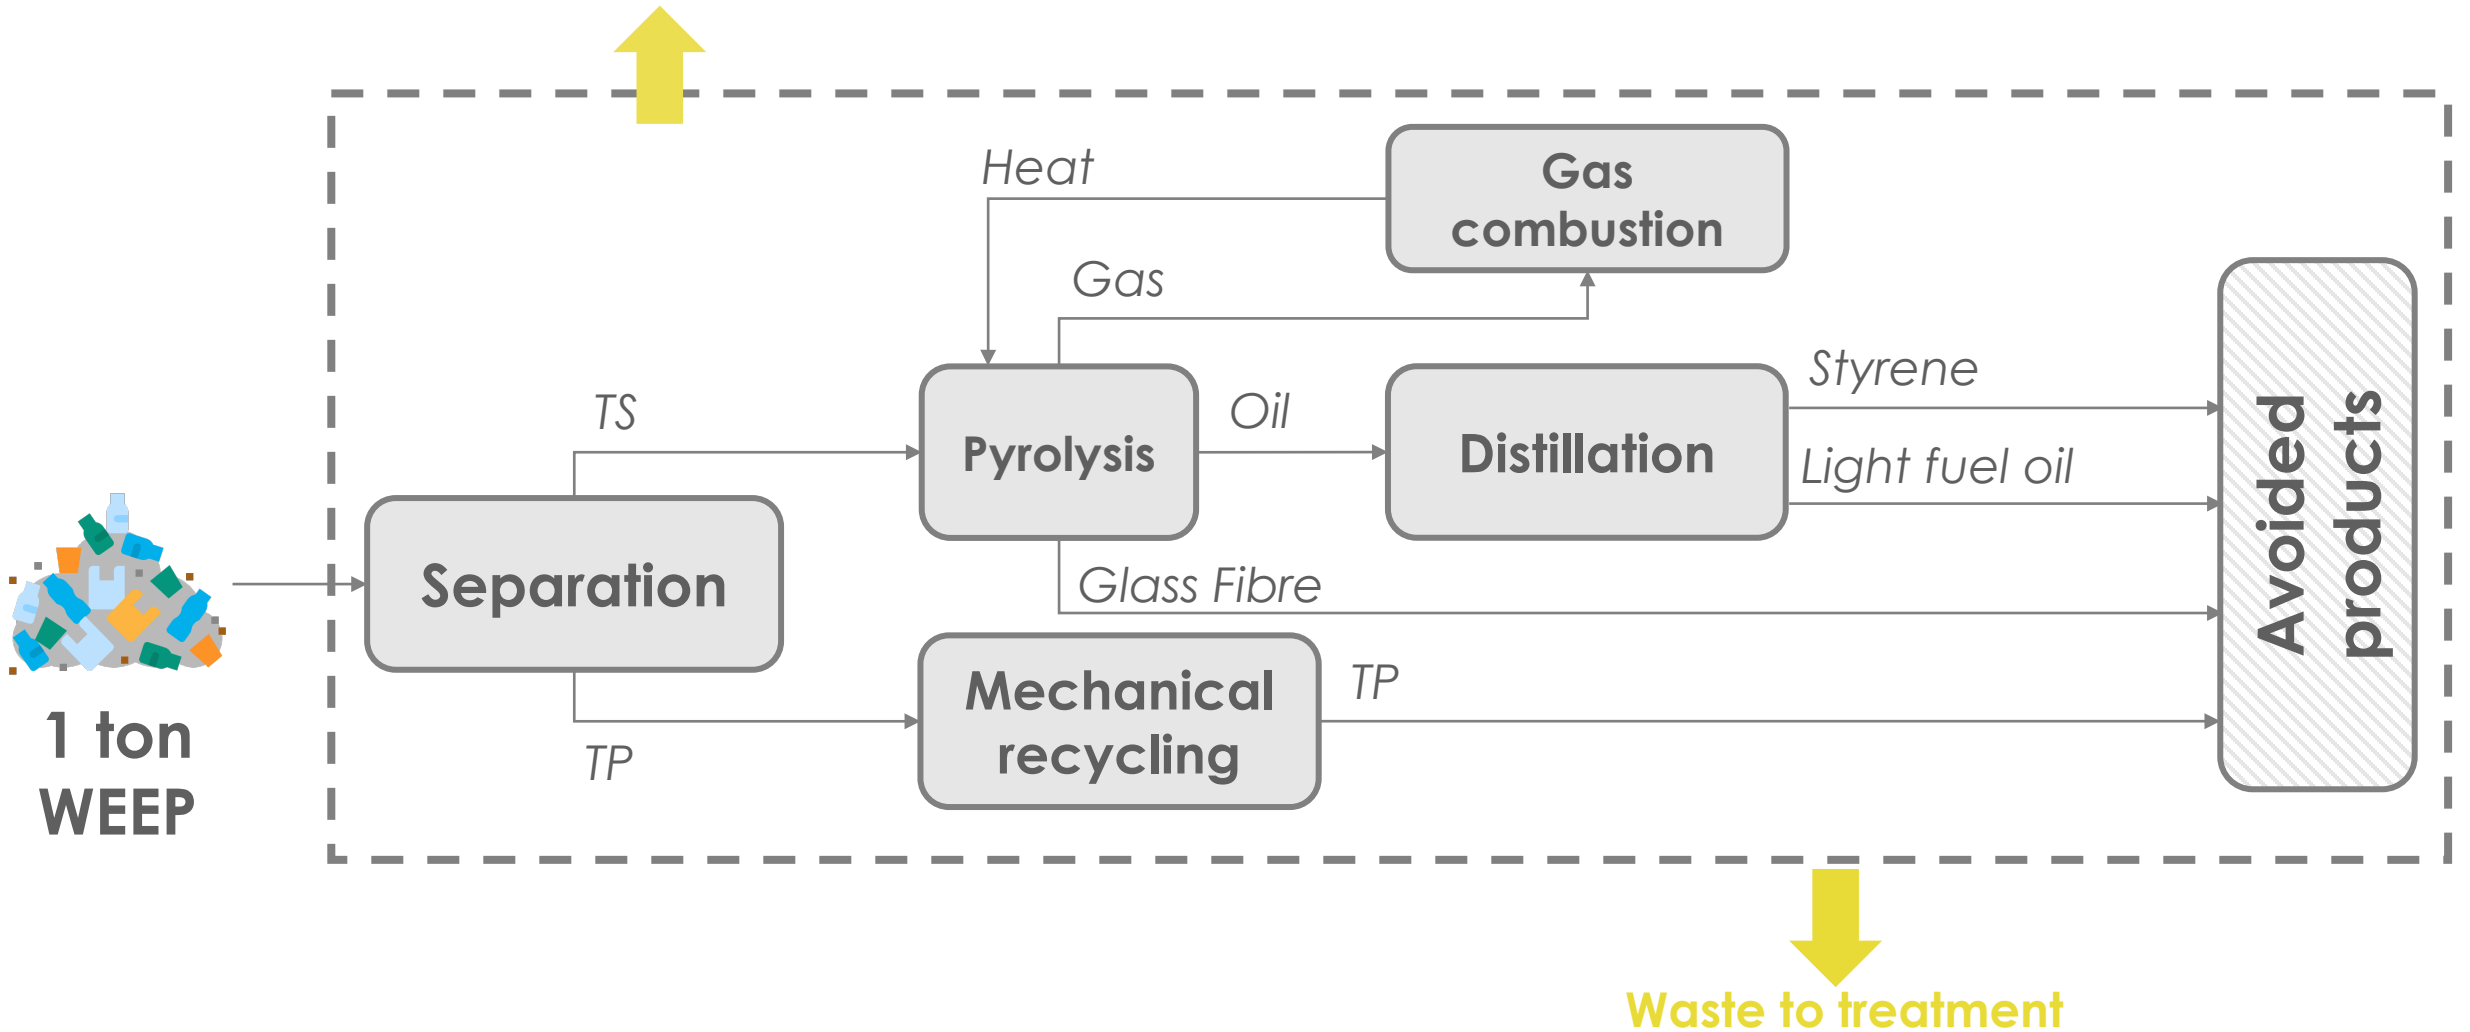 Heat
Gas
combustion
Gas
TS
Pyrolysis
Oil
Distillation
Styrene
Light fuel oil
Avoided
products
Separation
Glass Fibre
Mechanical
recycling
TP
TP
1 ton
WEEP
Waste to treatment